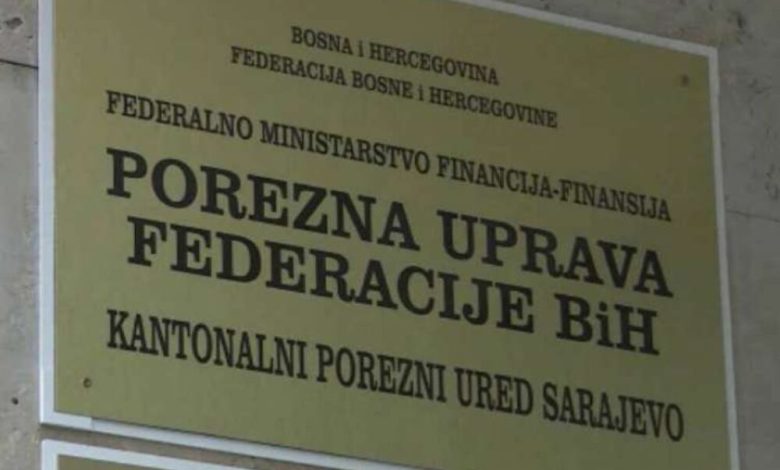 BOSNA i HERCEGOVINA
FEDERACIJA BOSNE i HERCEGOVINE
FEDERALNO MINISTARSTVO FINANCIJA-FINANSIJA
POREZNA UPRAVA
FEDERACIJE BiH
KANTONALNI POREZNI URED SARAJEVO